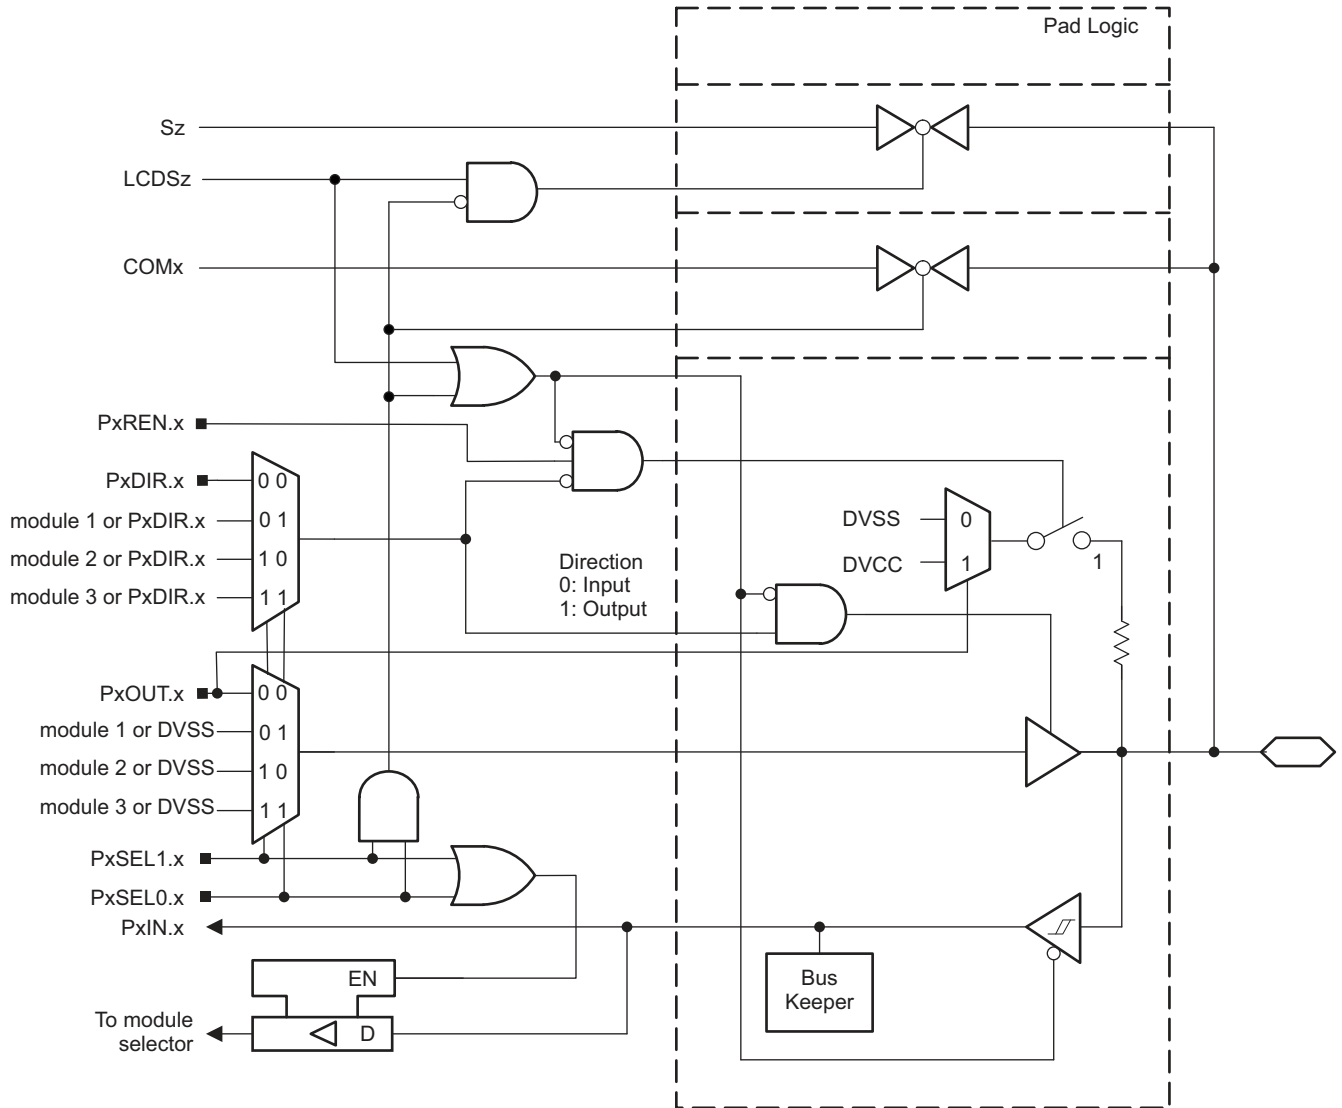 Pad Logic
Sz
LCDSz
COMx
PxREN.x
PxDIR.x
0 0
module 1 or PxDIR.x
0 1
module 2 or PxDIR.x
1 0
module 3 or PxDIR.x
1 1
Direction
0: Input
1: Output
DVSS
0
DVCC
1
1
PxOUT.x
0 0
module 1 or DVSS
0 1
module 2 or DVSS
1 0
module 3 or DVSS
1 1
PxSEL1.x
PxSEL0.x
PxIN.x
EN
D
To module
selector
Bus
Keeper